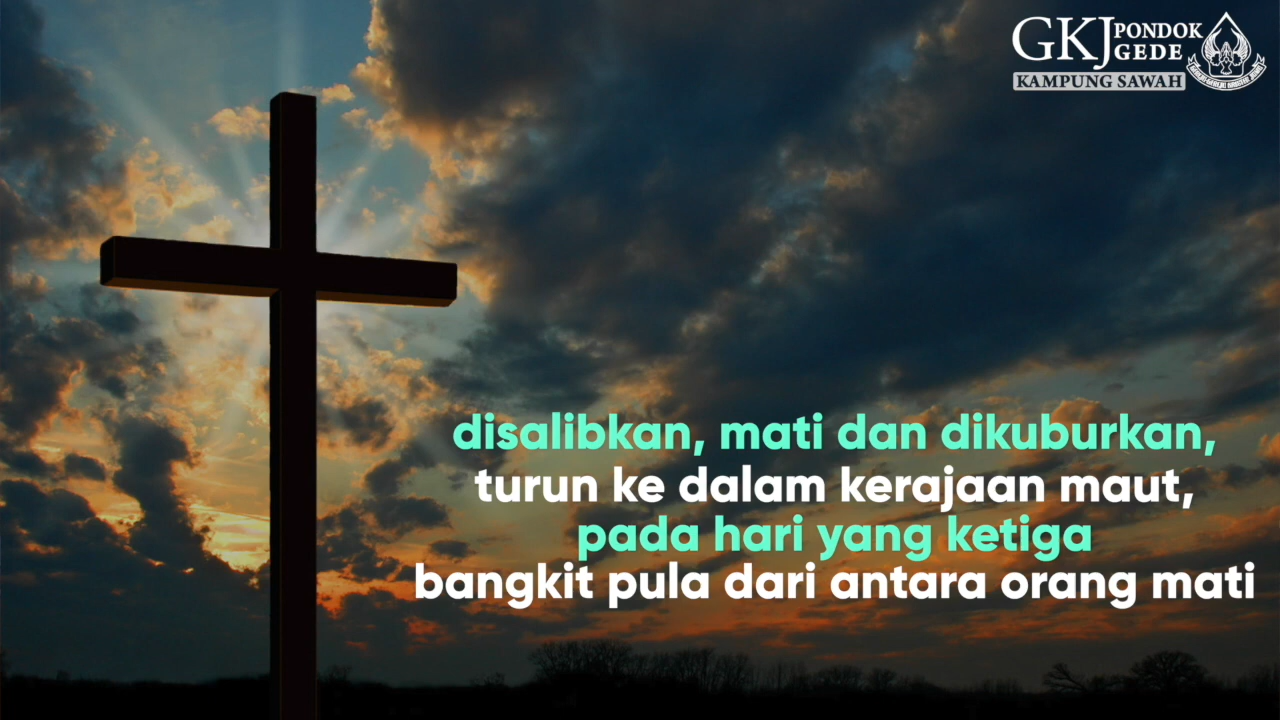 GKJ PONDOK GEDE
KAMPUNG SAWAH
disalibkan, mati dan dikuburkan,
turun ke dalam kerajaan maut,
pada hari yang ketiga
bangkit pula dari antara orang mati